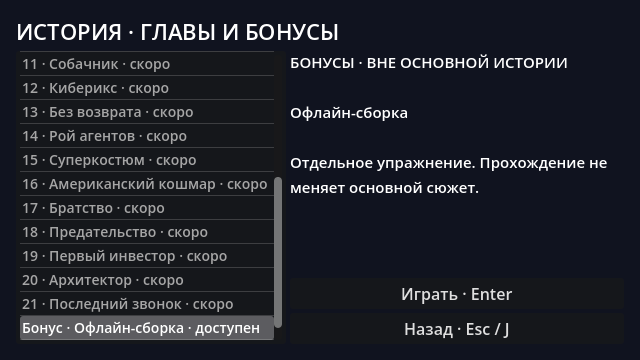 ИСТОРИЯ · ГЛАВЫ И БОНУСЫ
11 · Собачник · скоро
12 · Киберикс · скоро
13 · Без возврата · скоро
14 · Рой агентов · скоро
15 · Суперкостюм · скоро
16 · Американский кошмар · скоро
17 · Братство · скоро
18 · Предательство · скоро
19 · Первый инвестор · скоро
20 · Архитектор · скоро
21 · Последний звонок · скоро
Бонус · Офлайн-сборка · доступен
БОНУСЫ · ВНЕ ОСНОВНОЙ ИСТОРИИ
Офлайн-сборка
Отдельное упражнение. Прохождение не
меняет основной сюжет.
Играть · Enter
Назад · Esc / J